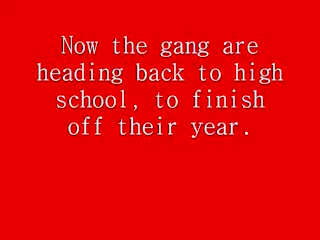 Now the gang are
heading back to high
school, to finish
off their year.